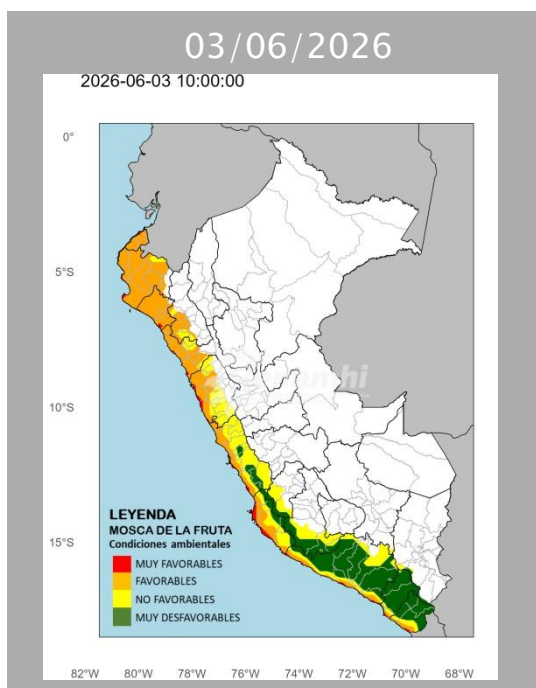 03/06/2026
2026-06-03 10:00:00
0°
5°S
10°S
15°S
LEYENDA
MOSCA DE LA FRUTA
Condiciones ambientales
MUY FAVORABLES
FAVORABLES
NO FAVORABLES
MUY DESFAVORABLES
82°W 80°W 78°W 76°W 74°W 72°W 70°W 68°W